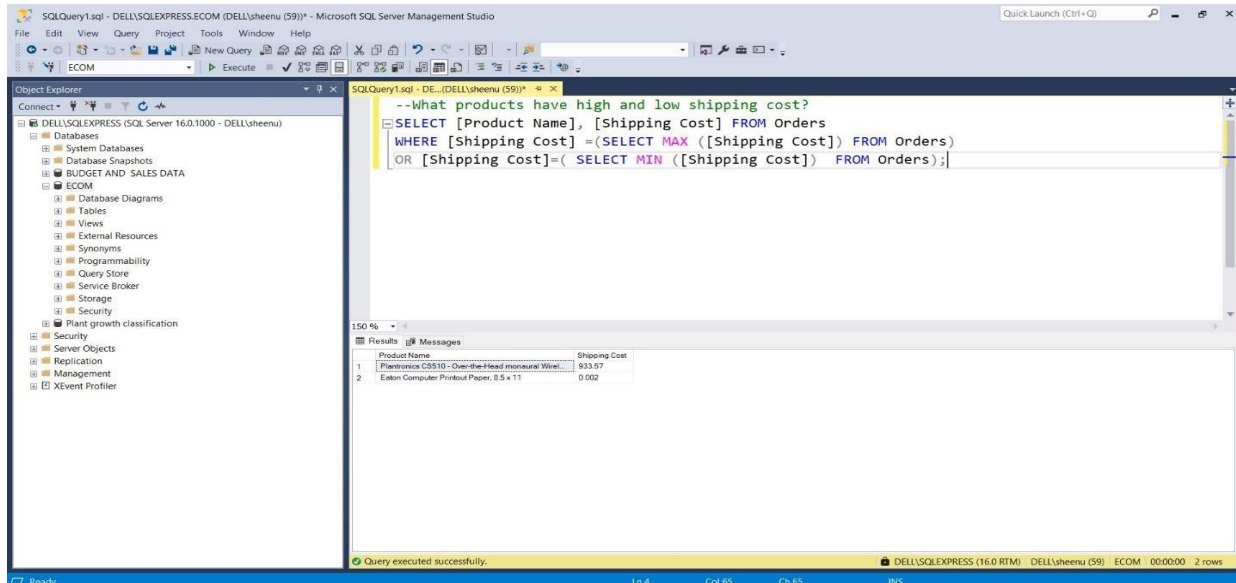 SQLQuery1.sql - DELL\SQLEXPRESS.ECOM (DELL\sheenu (59))* - Microsoft SQL Server Management Studio
Quick Launch (Ctrl+Q)
File Edit View Query Project Tools Window Help
New Query
ECOM Execute
Object Explorer
SQLQuery1.sql - DE...(DELL\sheenu (59))*
Connect
DELL\SQLEXPRESS (SQL Server 16.0.1000 - DELL\sheenu)
Databases
System Databases
Database Snapshots
BUDGET AND SALES DATA
ECOM
Database Diagrams
Tables
Views
External Resources
Synonyms
Programmability
Query Store
Service Broker
Storage
Security
Plant growth classification
Security
Server Objects
Replication
Management
XEvent Profiler
--What products have high and low shipping cost?
SELECT [Product Name], [Shipping Cost] FROM Orders
WHERE [Shipping Cost] =(SELECT MAX ([Shipping Cost]) FROM Orders)
OR [Shipping Cost]=( SELECT MIN ([Shipping Cost])  FROM Orders);
150 %
Results Messages
Product Name Shipping Cost
1 Plantronics CS510 - Over-the-Head monaural Wirel... 933.57
2 Eaton Computer Printout Paper, 8.5 x 11 0.002
Query executed successfully.
DELL\SQLEXPRESS (16.0 RTM) DELL\sheenu (59) ECOM 00:00:00 2 rows
Ready Ln 4 Col 65 Ch 65 INS